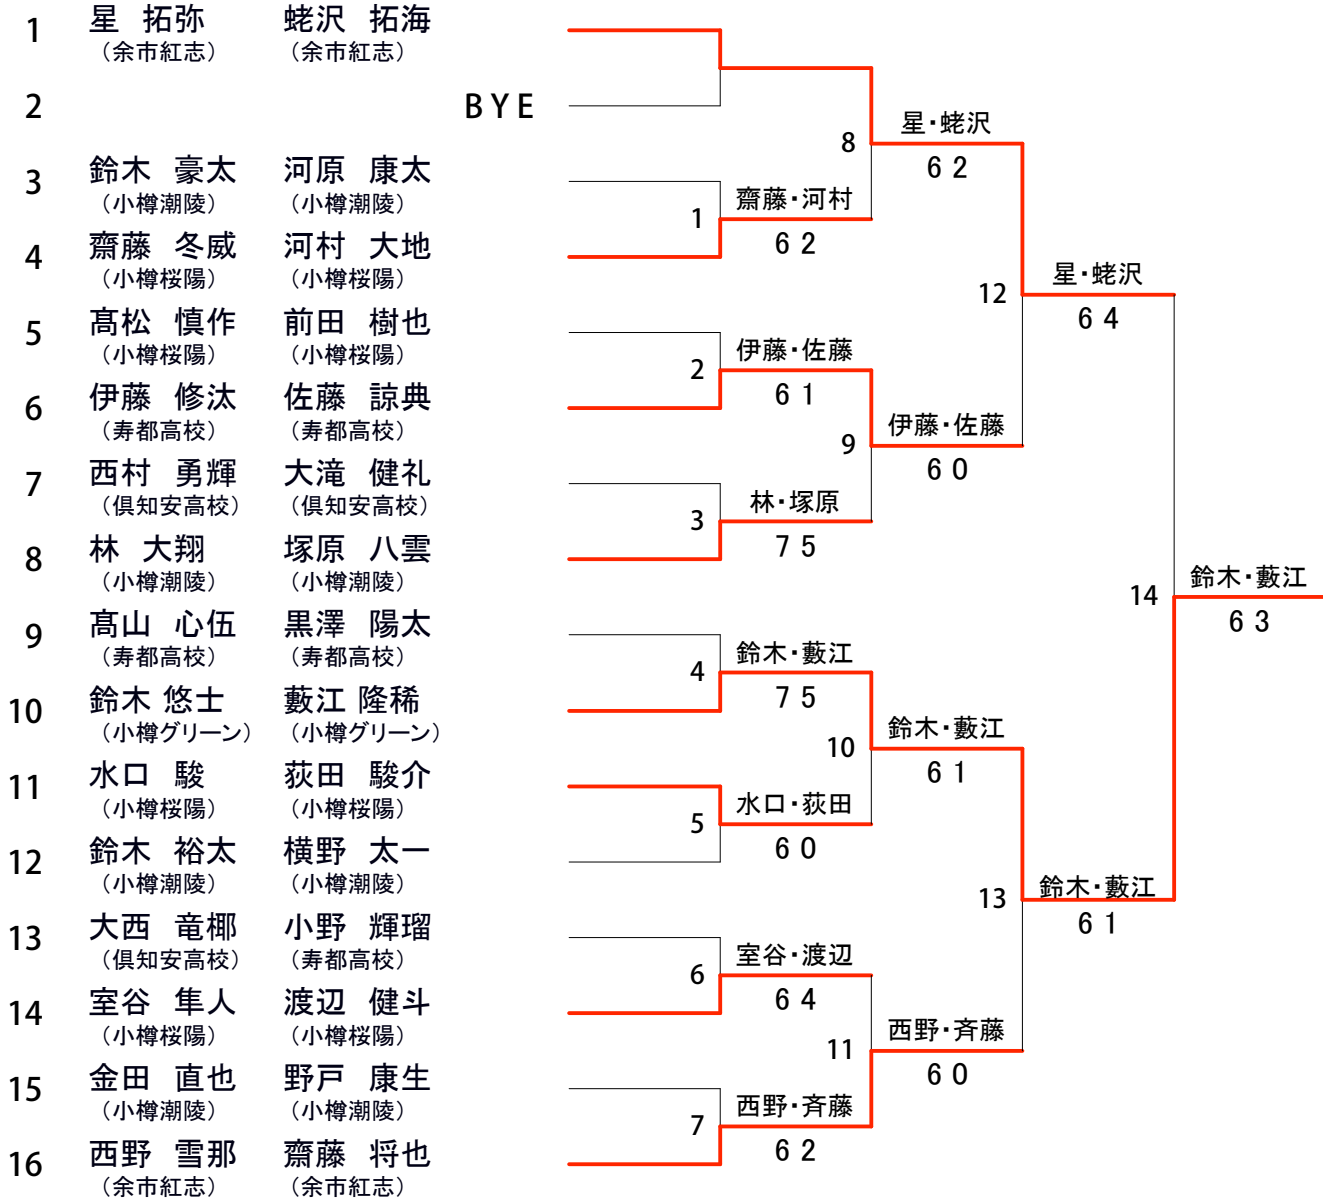 1 星 拓弥 蛯沢 拓海
（余市紅志） （余市紅志）
2 BYE
3 鈴木 豪太 河原 康太
（小樽潮陵） （小樽潮陵）
4 齋藤 冬威 河村 大地
（小樽桜陽） （小樽桜陽）
5 髙松 慎作 前田 樹也
（小樽桜陽） （小樽桜陽）
6 伊藤 修汰 佐藤 諒典
（寿都高校） （寿都高校）
7 西村 勇輝 大滝 健礼
（倶知安高校） （倶知安高校）
8 林 大翔 塚原 八雲
（小樽潮陵） （小樽潮陵）
9 髙山 心伍 黒澤 陽太
（寿都高校） （寿都高校）
10 鈴木 悠士 藪江 隆稀
（小樽グリーン） （小樽グリーン）
11 水口 駿 荻田 駿介
（小樽桜陽） （小樽桜陽）
12 鈴木 裕太 横野 太一
（小樽潮陵） （小樽潮陵）
13 大西 竜椰 小野 輝瑠
（倶知安高校） （寿都高校）
14 室谷 隼人 渡辺 健斗
（小樽桜陽） （小樽桜陽）
15 金田 直也 野戸 康生
（小樽潮陵） （小樽潮陵）
16 西野 雪那 齋藤 将也
（余市紅志） （余市紅志）
1 齋藤・河村
6 2
2 伊藤・佐藤
6 1
3 林・塚原
7 5
4 鈴木・藪江
7 5
5 水口・荻田
6 0
6 室谷・渡辺
6 4
7 西野・斉藤
6 2
8 星・蛯沢
6 2
9 伊藤・佐藤
6 0
10 鈴木・藪江
6 1
11 西野・斉藤
6 0
12 星・蛯沢
6 4
13 鈴木・藪江
6 1
14 鈴木・藪江
6 3